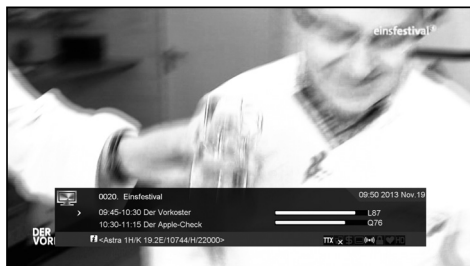 einsfestival
0020. Einsfestival
09:50 2013 Nov.19
09:45-10:30 Der Vorkoster
L87
10:30-11:15 Der Apple-Check
Q76
DER
VOR
<Astra 1H/K 19.2E/10744/H/22000>
TTX